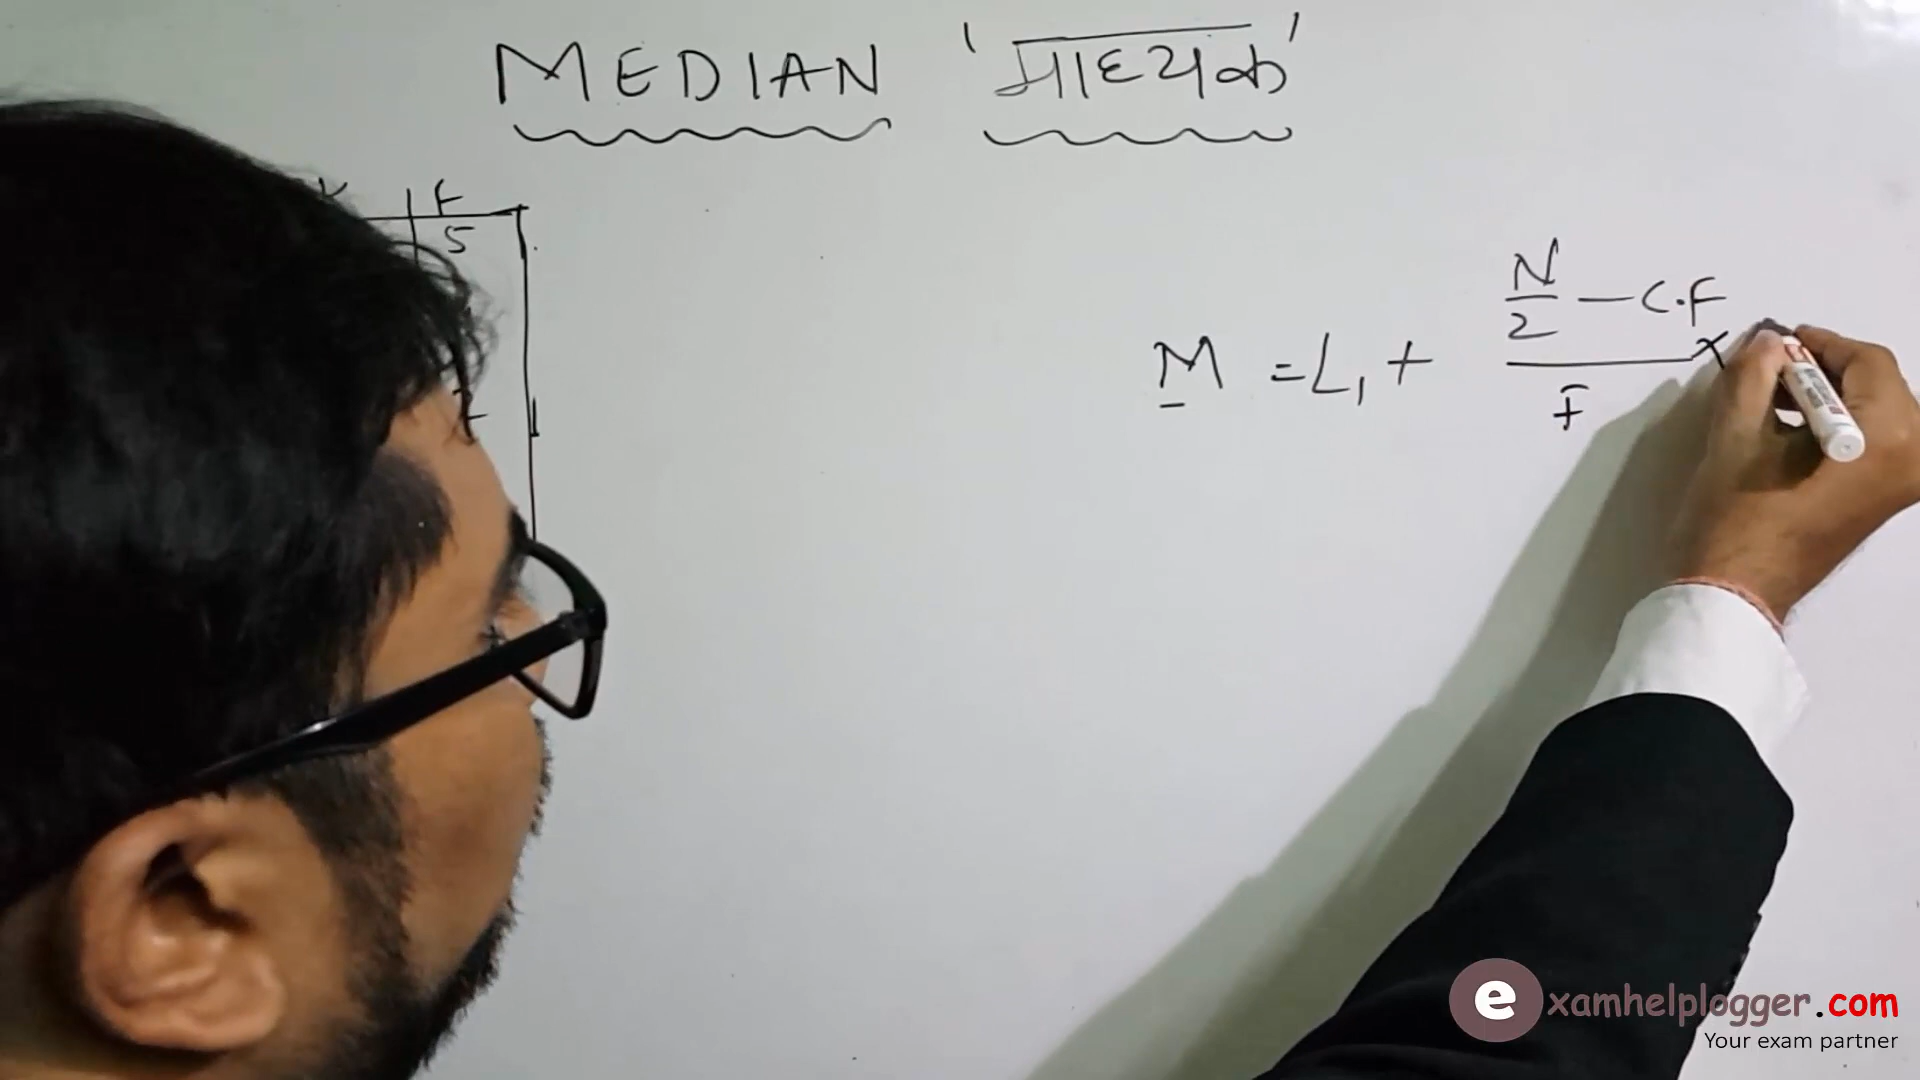 MEDIAN 'माध्यक'
F
5
N
2 — C.F
M = L₁ + ×
F
examhelplogger.com
Your exam partner